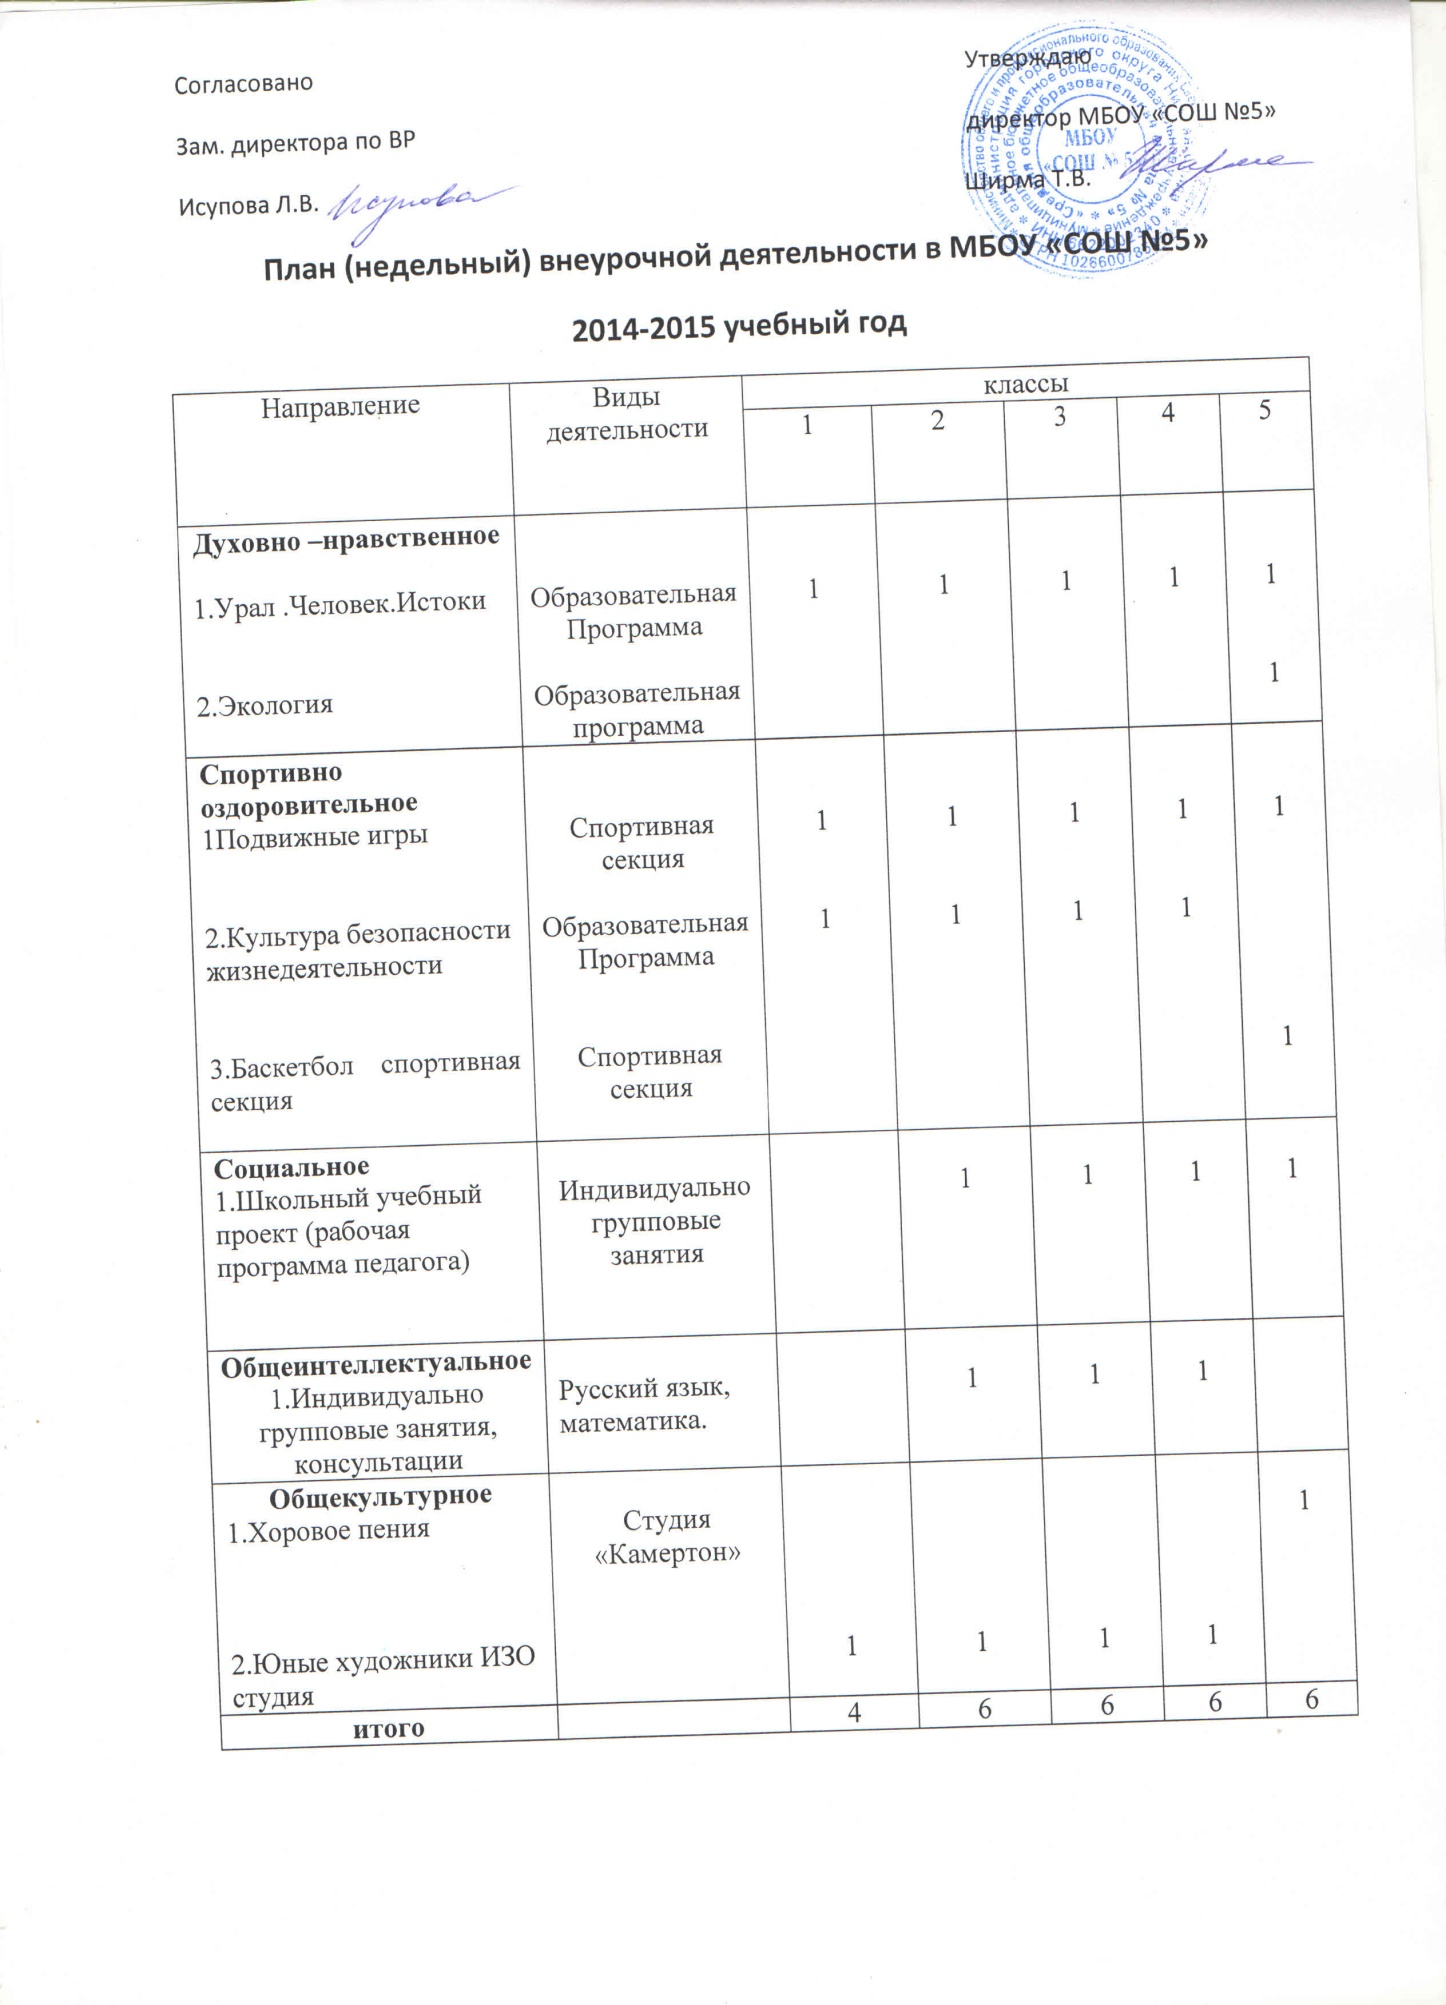 Согласовано
Утверждаю
Зам. директора по ВР
директор МБОУ «СОШ №5»
Исупова Л.В.
Ширма Т.В.
МБОУ
«СОШ № 5
План (недельный) внеурочной деятельности в МБОУ «СОШ №5»
2014-2015 учебный год
Направление Виды деятельности классы
1 2 3 4 5
Духовно –нравственное
1.Урал .Человек.Истоки Образовательная 1 1 1 1 1
Программа
2.Экология Образовательная 1
программа
Спортивно
оздоровительное
1Подвижные игры Спортивная 1 1 1 1 1
секция
2.Культура безопасности Образовательная 1 1 1 1
жизнедеятельности Программа
3.Баскетбол спортивная Спортивная 1
секция секция
Социальное
1.Школьный учебный Индивидуально 1 1 1 1
проект (рабочая групповые
программа педагога) занятия
Общеинтеллектуальное
1.Индивидуально Русский язык, 1 1 1
групповые занятия, математика.
консультации
Общекультурное
1.Хоровое пения Студия 1
«Камертон»
2.Юные художники ИЗО 1 1 1 1
студия
итого 4 6 6 6 6